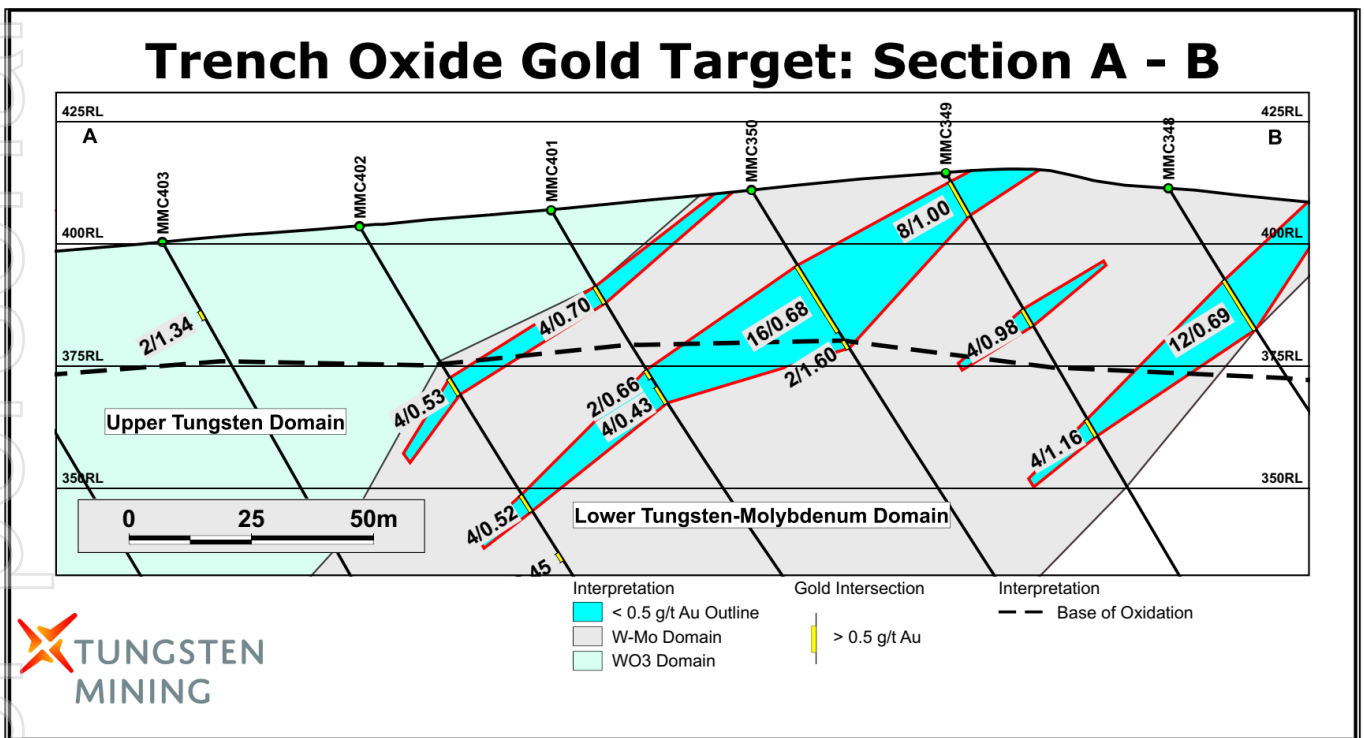 Trench Oxide Gold Target: Section A - B
425RL
425RL
A
B
MMC403
MMC402
MMC401
MMC350
MMC349
MMC348
400RL
400RL
8/1.00
2/1.34
4/0.70
16/0.68
4/0.98
12/0.69
375RL
375RL
2/1.60
4/0.53
2/0.66
4/0.43
Upper Tungsten Domain
4/1.16
350RL
350RL
4/0.52
Lower Tungsten-Molybdenum Domain
0 25 50m
45
Interpretation
< 0.5 g/t Au Outline
W-Mo Domain
WO3 Domain
Gold Intersection
> 0.5 g/t Au
Interpretation
Base of Oxidation
TUNGSTEN
MINING